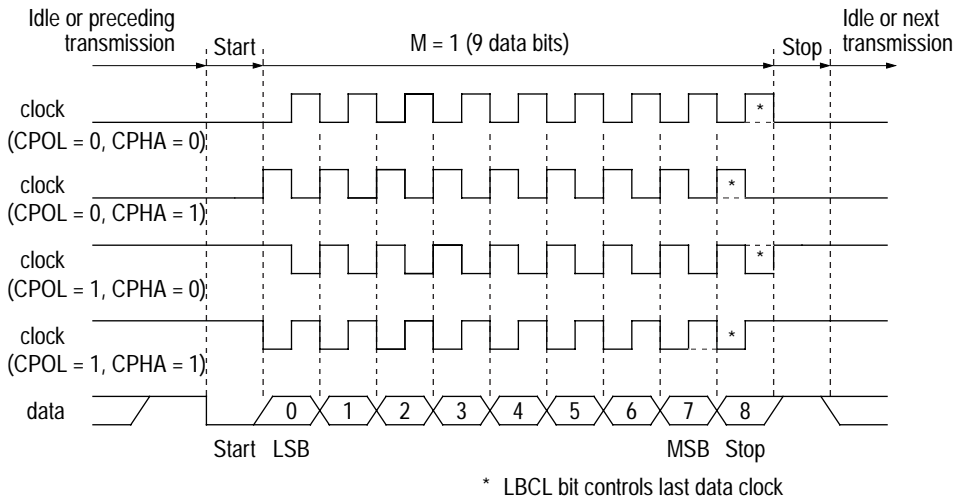 Idle or preceding
transmission
Start
M = 1 (9 data bits)
Stop
Idle or next
transmission
clock
(CPOL = 0, CPHA = 0)
*
clock
(CPOL = 0, CPHA = 1)
*
clock
(CPOL = 1, CPHA = 0)
*
clock
(CPOL = 1, CPHA = 1)
*
data
0 1 2 3 4 5 6 7 8
Start LSB MSB Stop
* LBCL bit controls last data clock